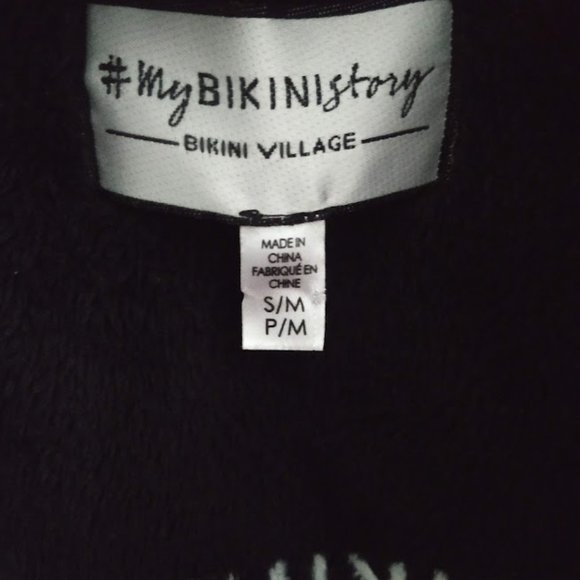 #MyBIKINIstory
BIKINI VILLAGE
MADE IN
CHINA
FABRIQUÉ EN
CHINE
S/M
P/M